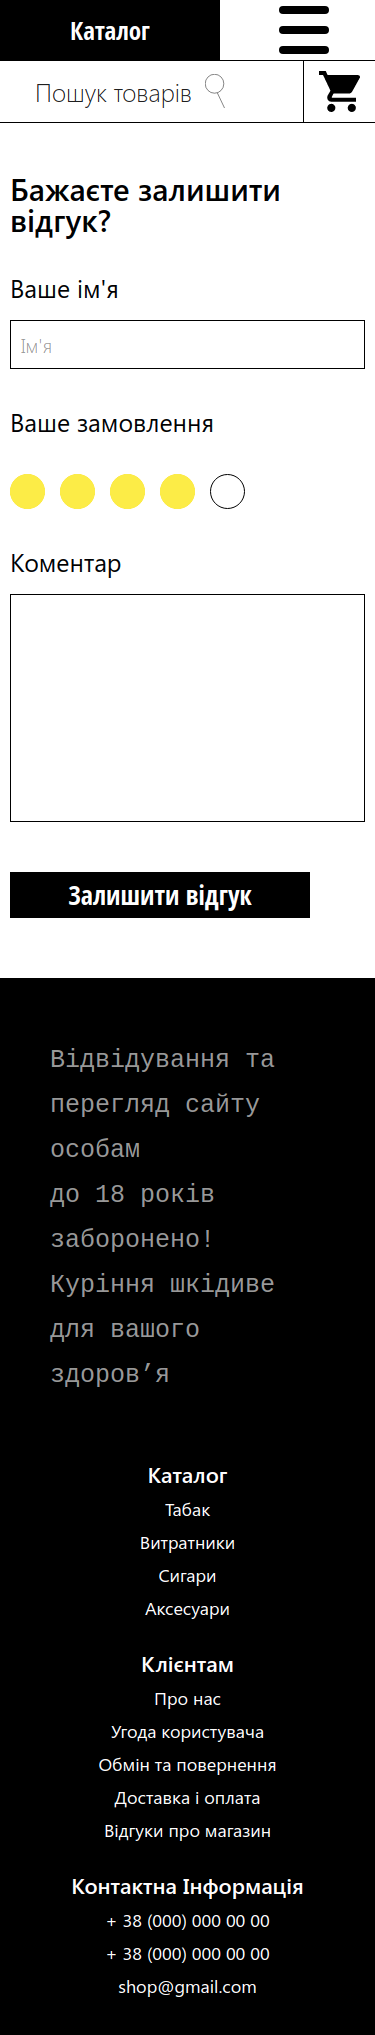 Каталог
Пошук товарів
Бажаєте залишити
відгук?
Ваше ім'я
Ім'я
Ваше замовлення
Коментар
Залишити відгук
Відвідування та
перегляд сайту
особам
до 18 років
заборонено!
Куріння шкідиве
для вашого
здоров’я
Каталог
Табак
Витратники
Сигари
Аксесуари
Клієнтам
Про нас
Угода користувача
Обмін та повернення
Доставка і оплата
Відгуки про магазин
Контактна Інформація
+ 38 (000) 000 00 00
+ 38 (000) 000 00 00
shop@gmail.com